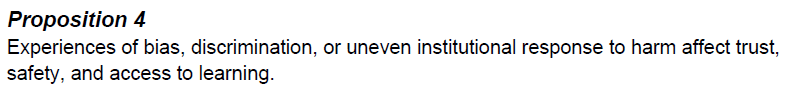 Proposition 4
Experiences of bias, discrimination, or uneven institutional response to harm affect trust,
safety, and access to learning.